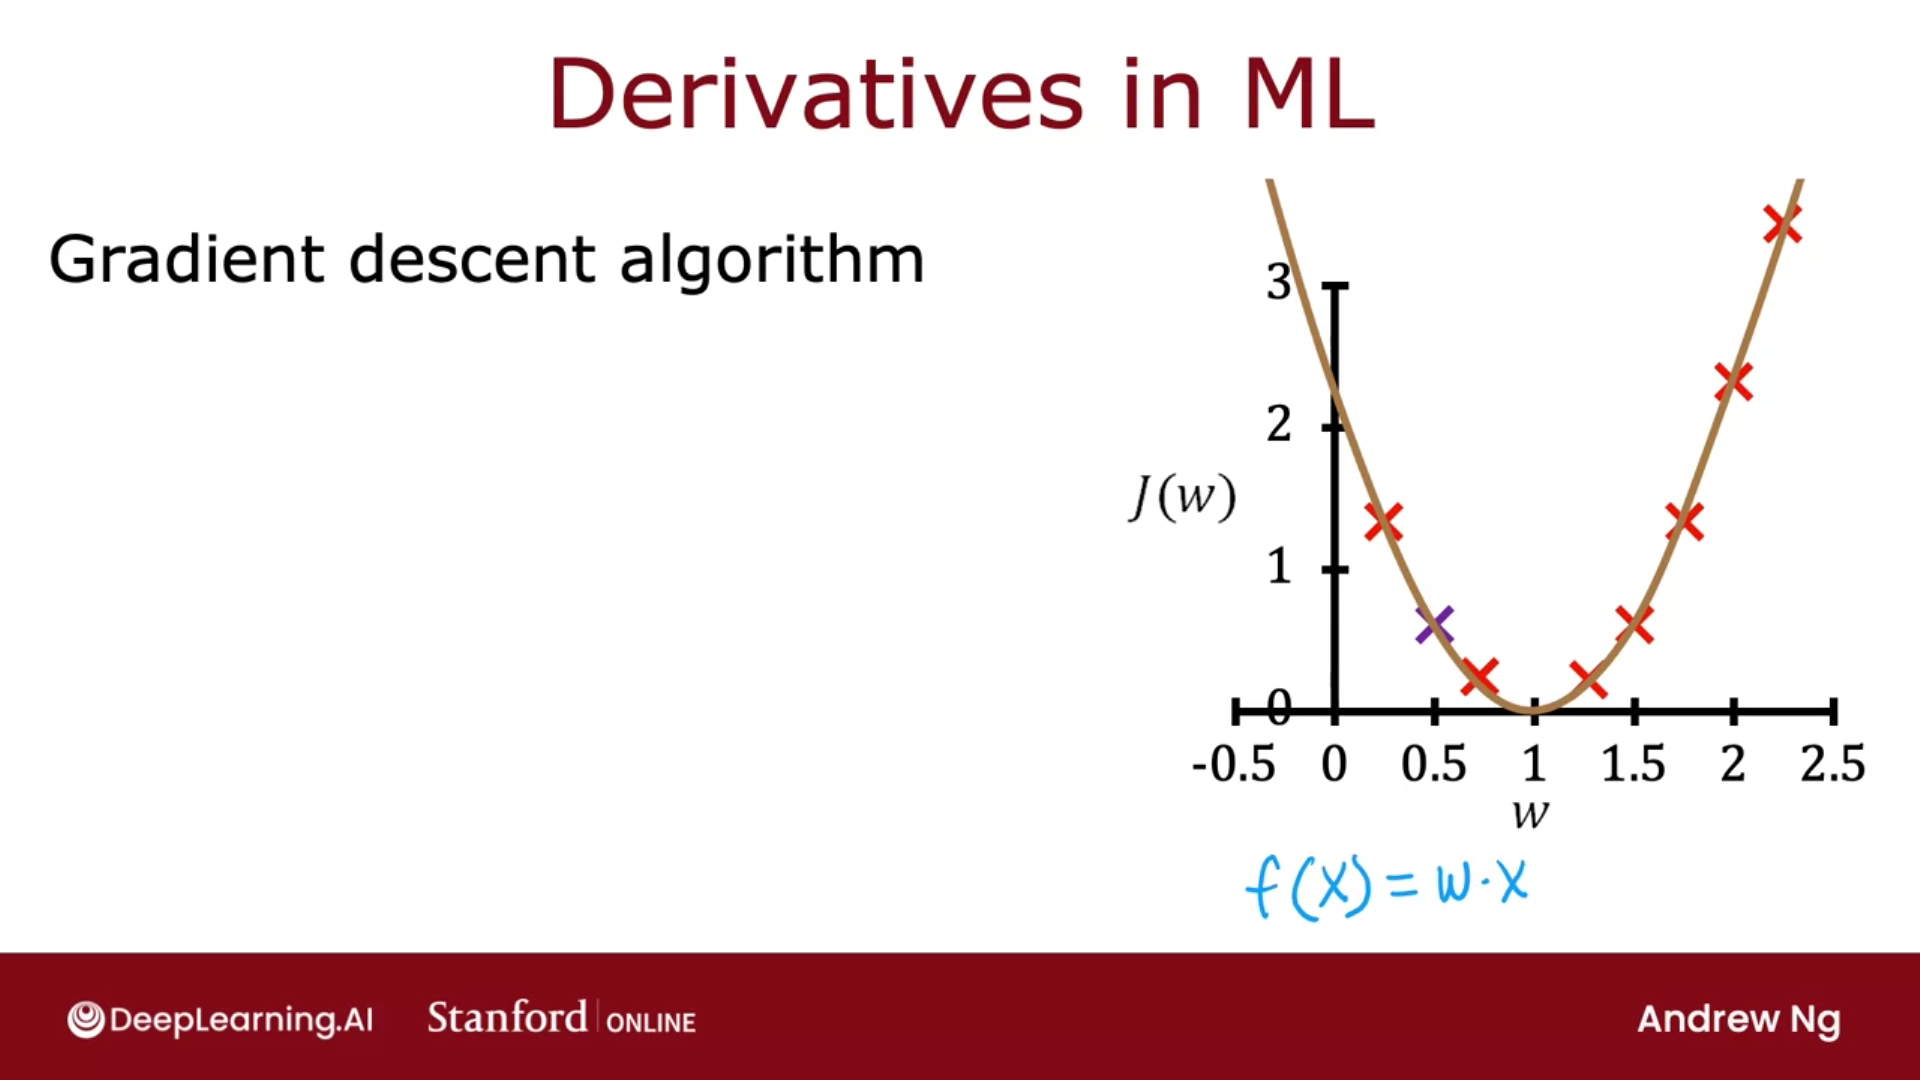 Derivatives in ML
Gradient descent algorithm
3
2
J(w)
1
0
-0.5 0 0.5 1 1.5 2 2.5
w
f(x) = w·x
DeepLearning.AI Stanford | ONLINE Andrew Ng